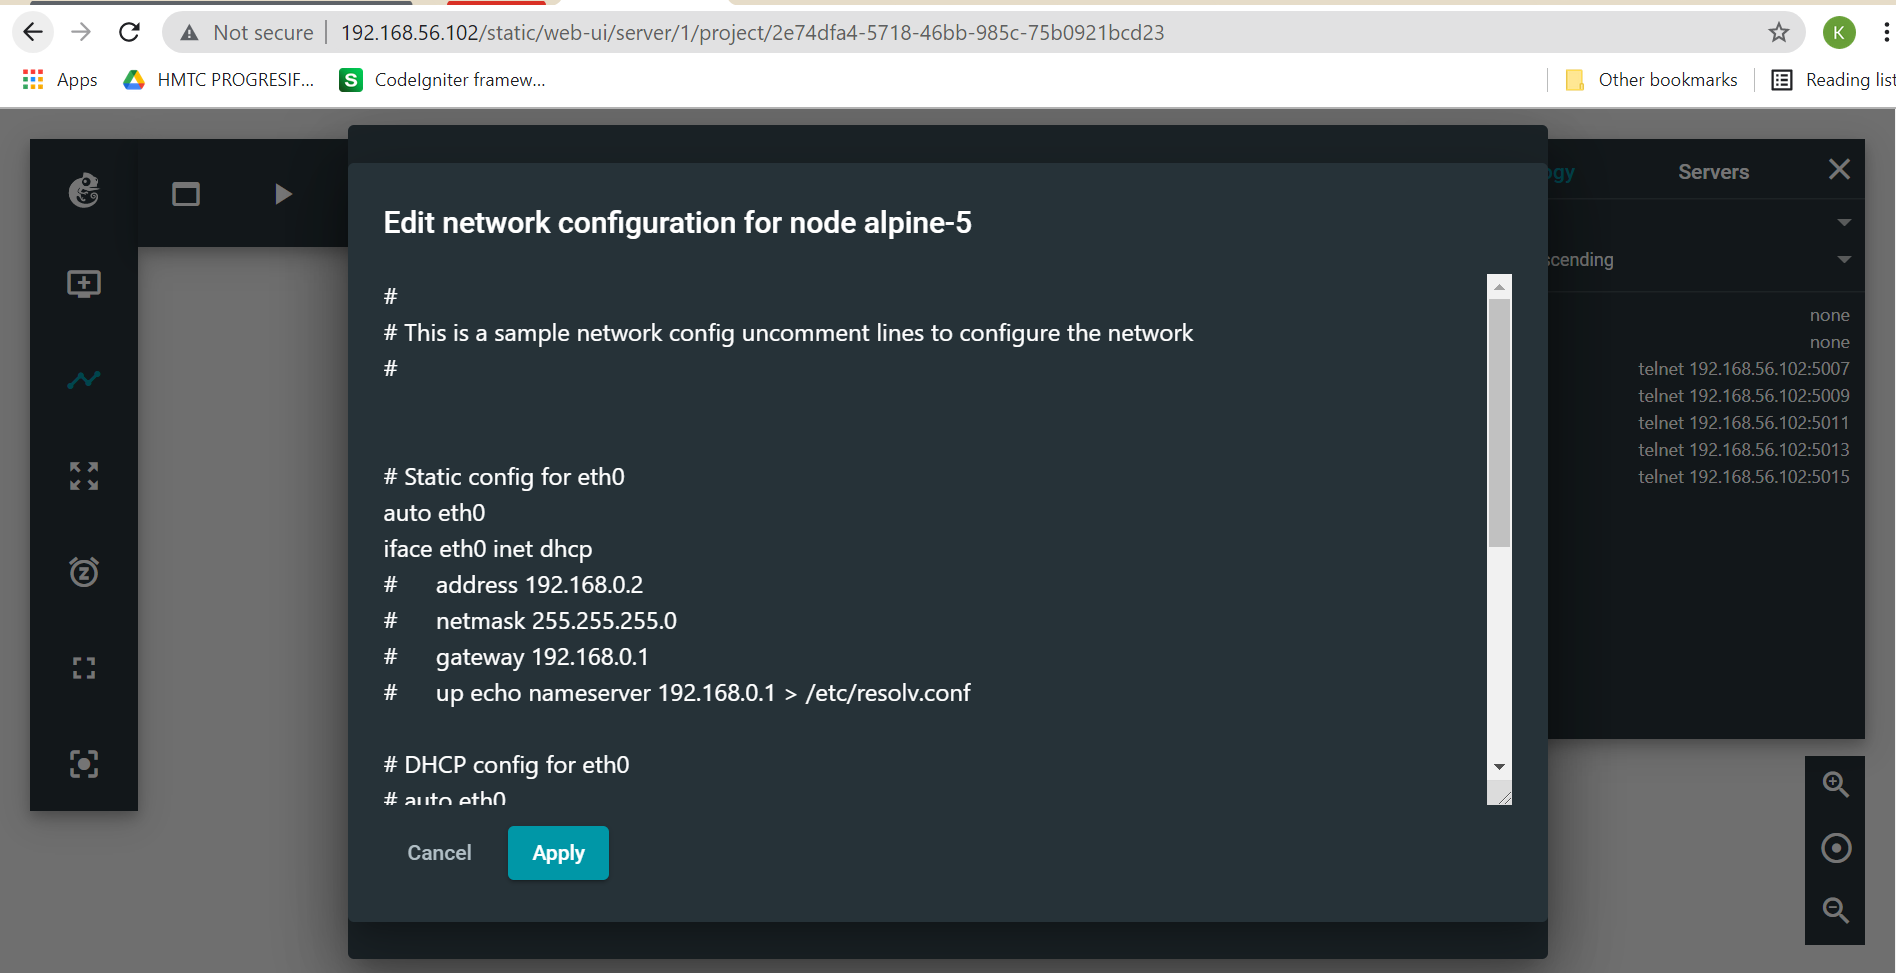 Not secure
192.168.56.102/static/web-ui/server/1/project/2e74dfa4-5718-46bb-985c-75b0921bcd23
K
Apps
HMTC PROGRESIF...
S
CodeIgniter framew...
Other bookmarks
Reading list
Edit network configuration for node alpine-5
#
# This is a sample network config uncomment lines to configure the network
#
# Static config for eth0
auto eth0
iface eth0 inet dhcp
# address 192.168.0.2
# netmask 255.255.255.0
# gateway 192.168.0.1
# up echo nameserver 192.168.0.1 > /etc/resolv.conf
# DHCP config for eth0
# auto eth0
Cancel
Apply
ogy
Servers
scending
none
none
telnet 192.168.56.102:5007
telnet 192.168.56.102:5009
telnet 192.168.56.102:5011
telnet 192.168.56.102:5013
telnet 192.168.56.102:5015